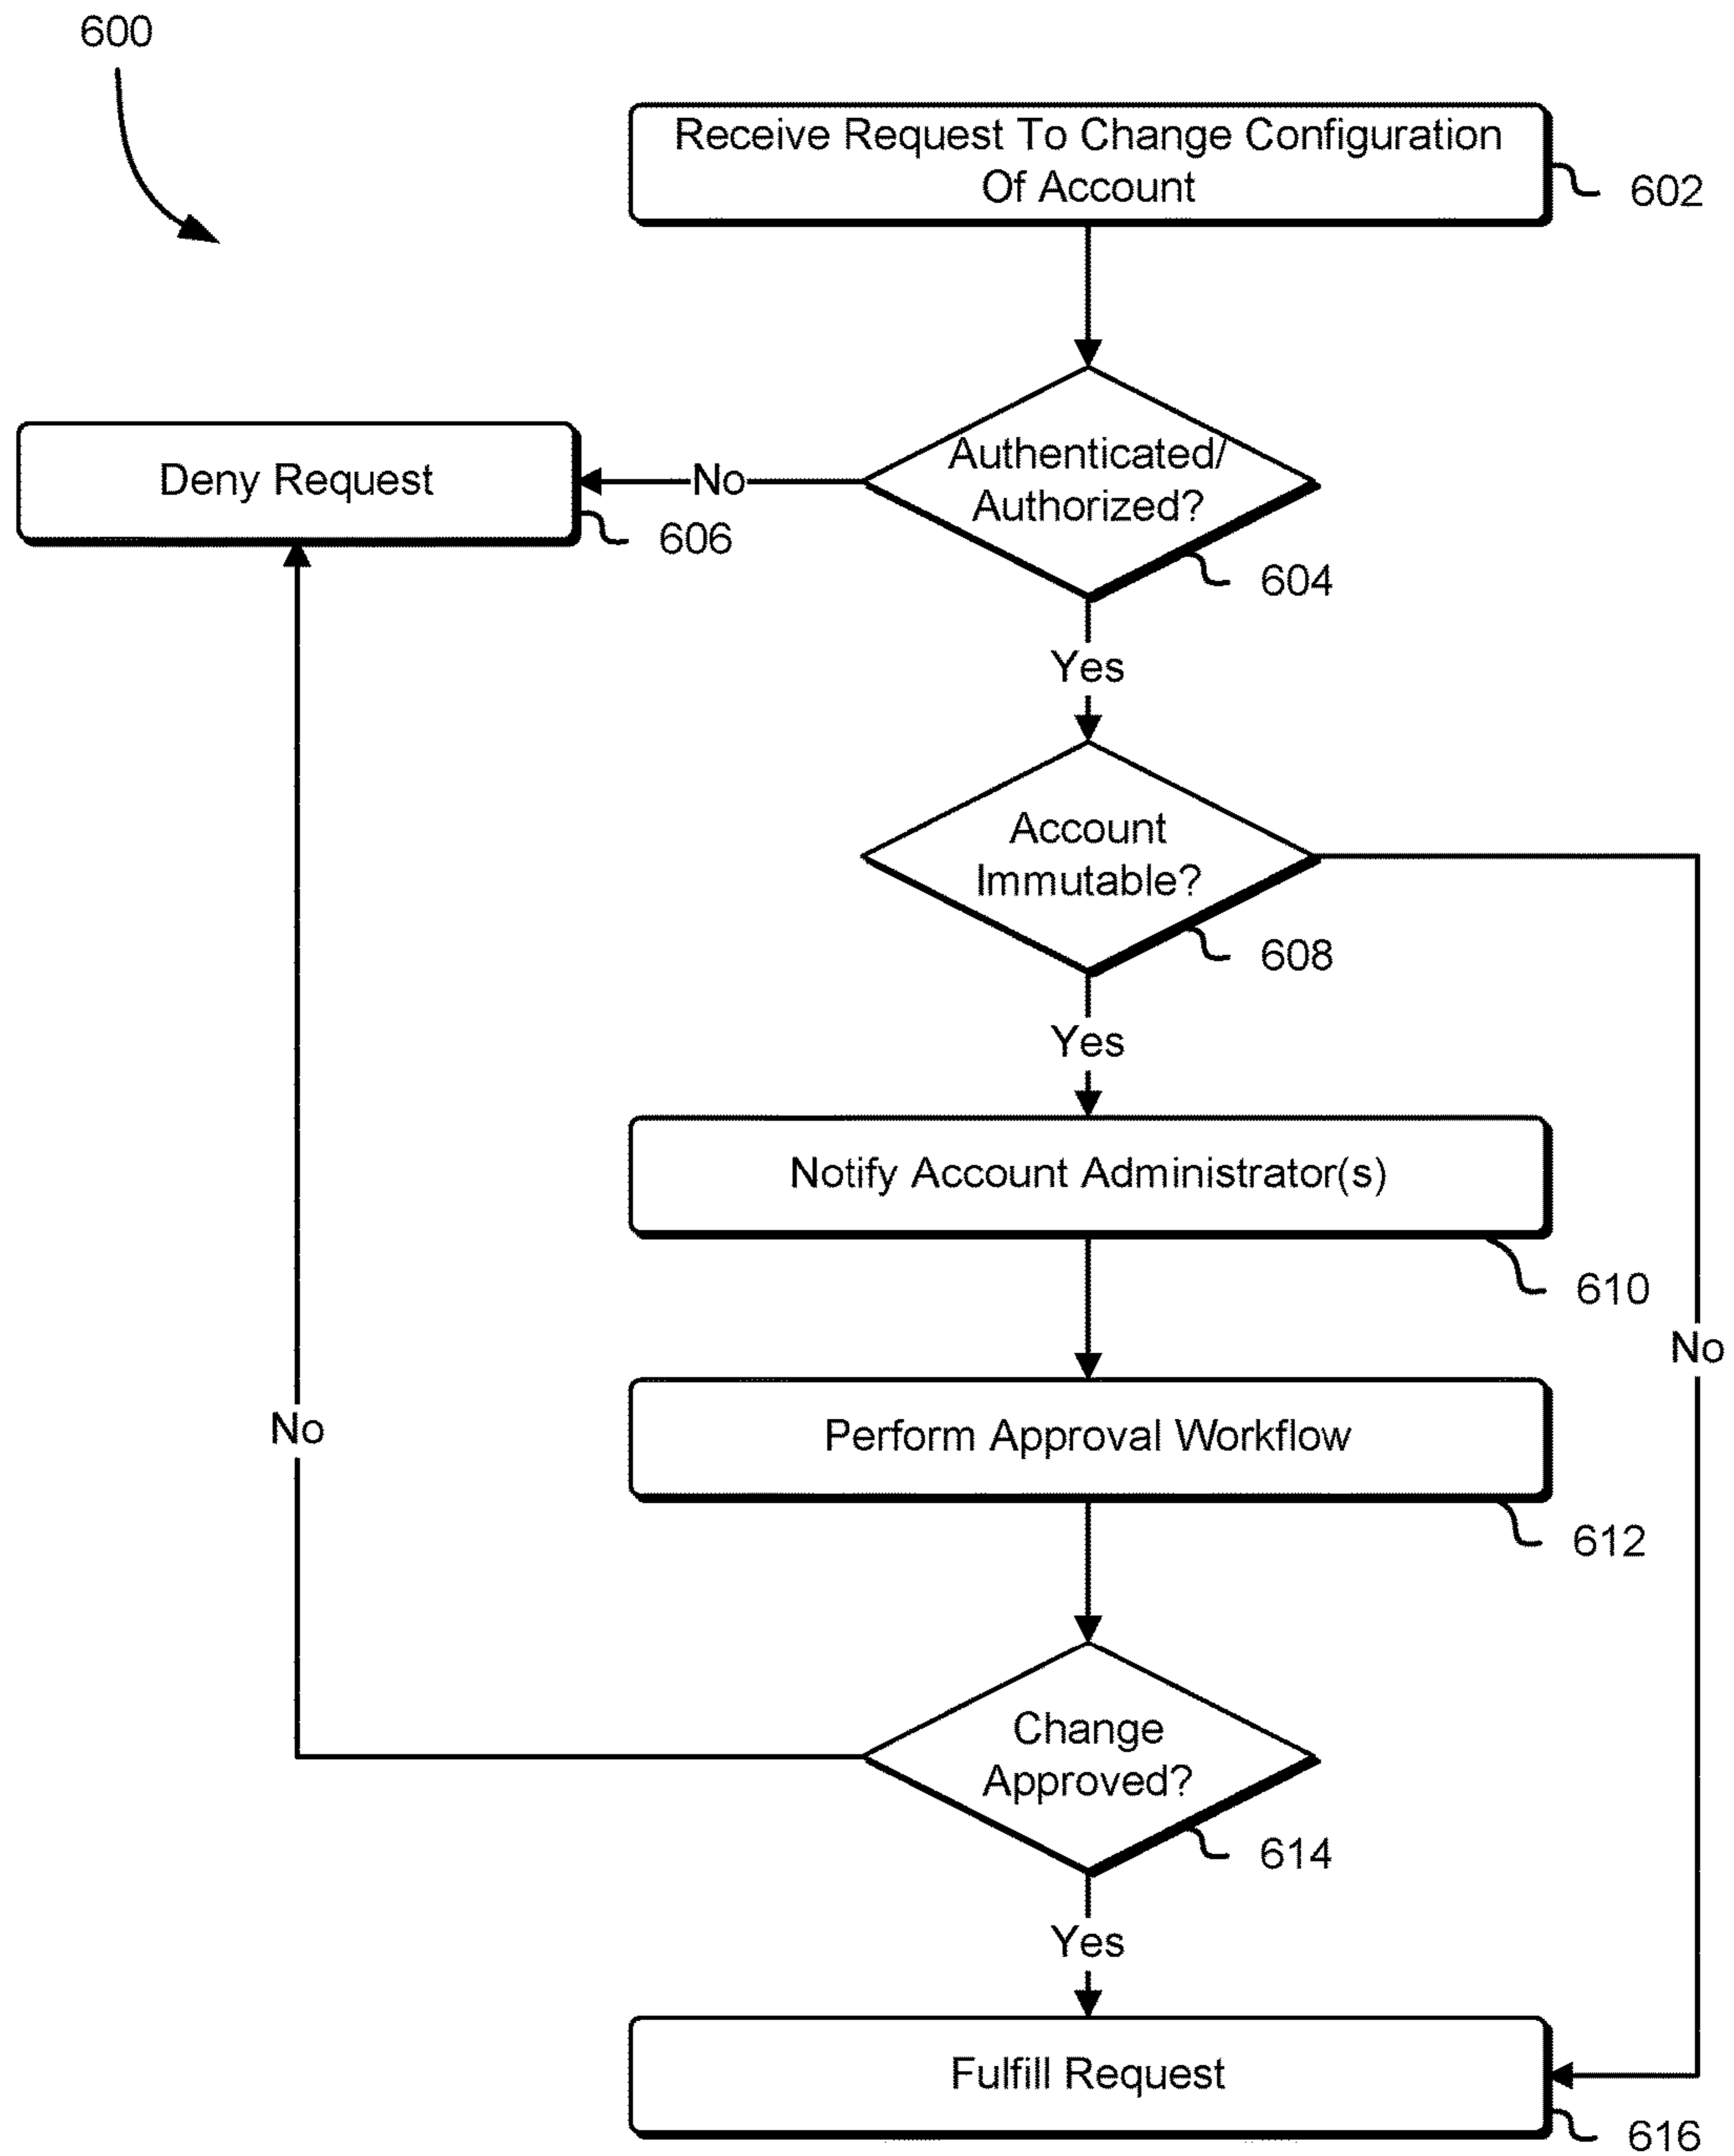 600
Receive Request To Change Configuration
Of Account
602
Authenticated/
Authorized?
604
No
Deny Request
606
Yes
Account
Immutable?
608
Yes
Notify Account Administrator(s)
610
No
Perform Approval Workflow
612
No
Change
Approved?
614
Yes
Fulfill Request
616